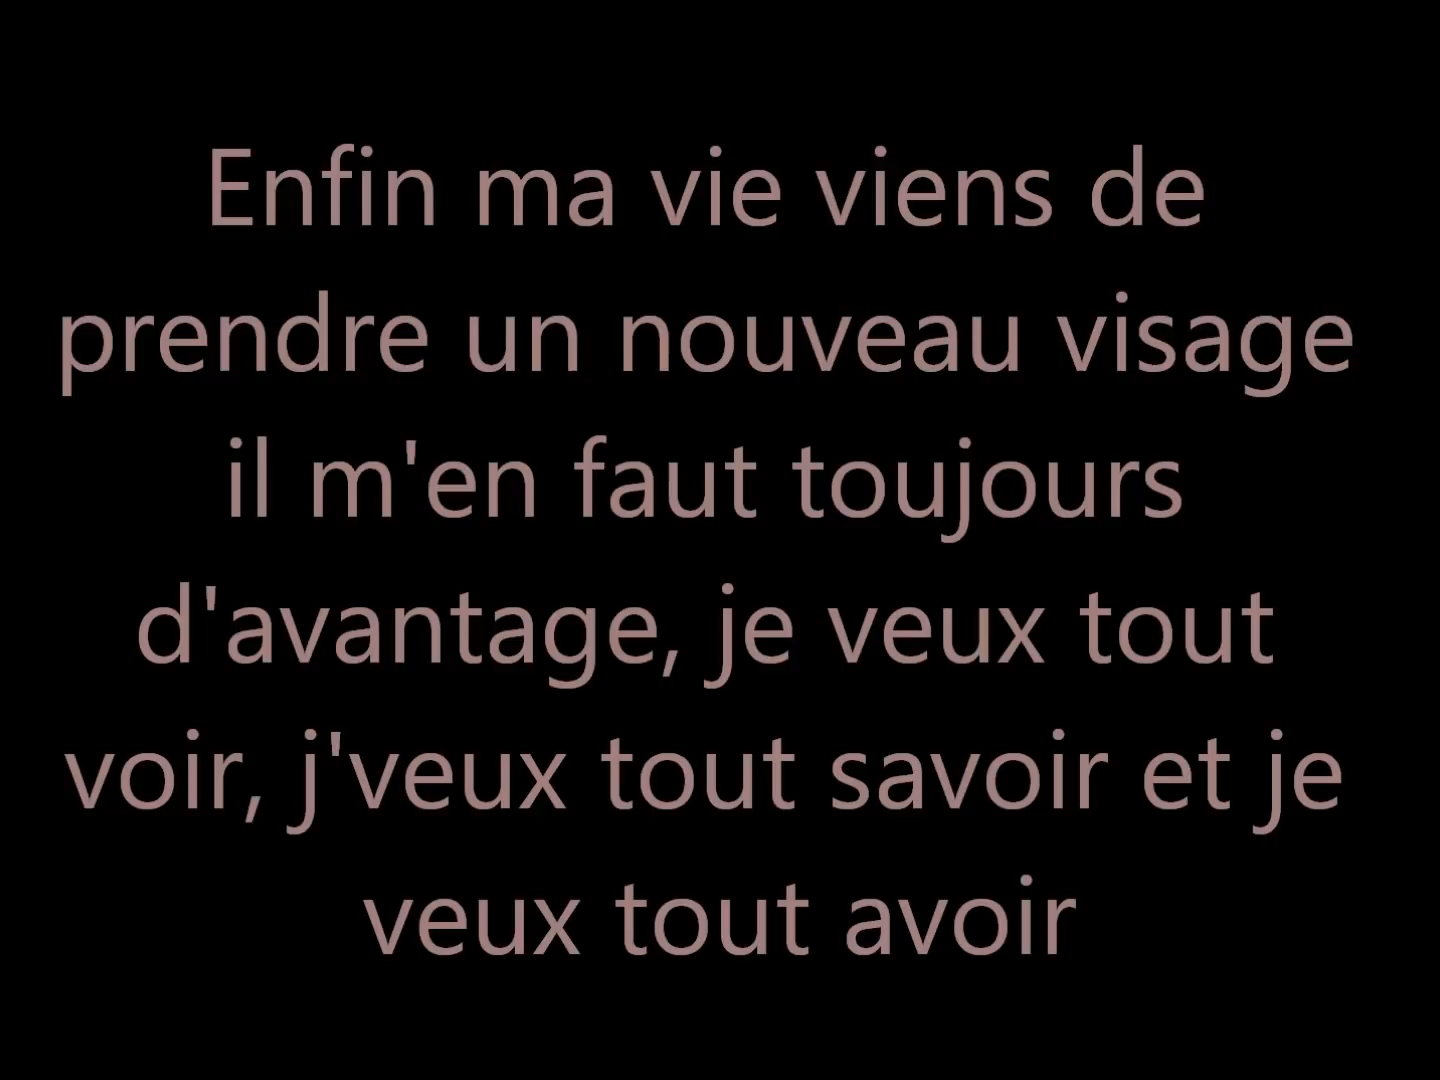 Enfin ma vie viens de
prendre un nouveau visage
il m'en faut toujours
d'avantage, je veux tout
voir, j'veux tout savoir et je
veux tout avoir